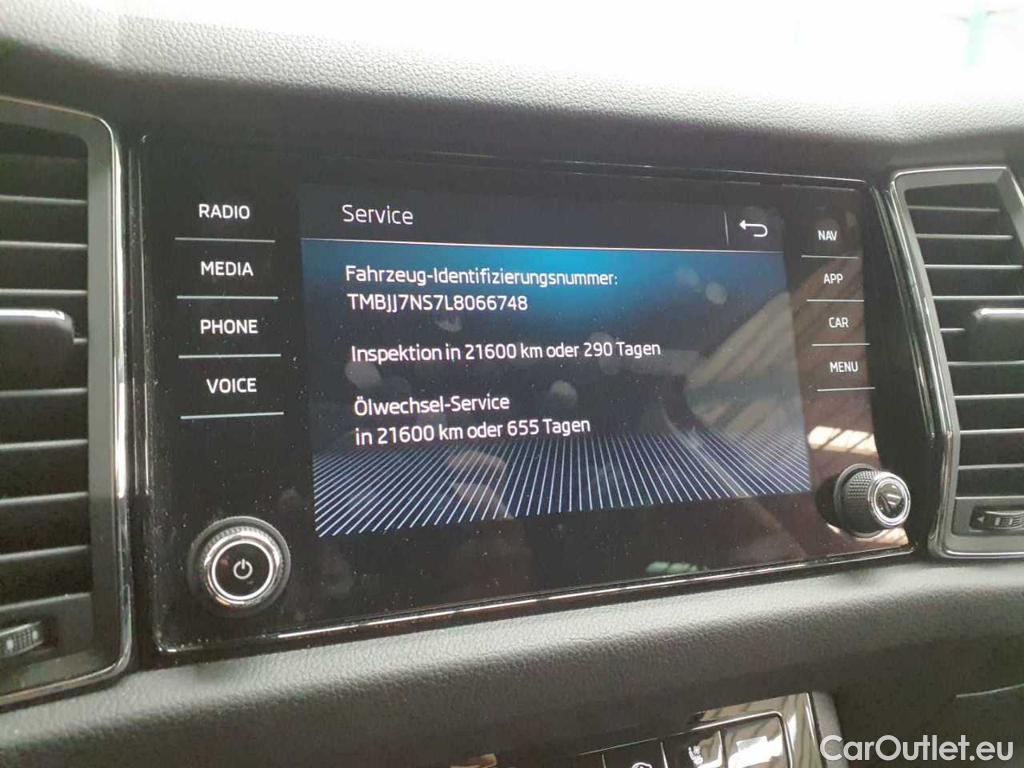 RADIO
MEDIA
PHONE
VOICE
Service
Fahrzeug-Identifizierungsnummer:
TMBJJ7NS7L8066748
Inspektion in 21600 km oder 290 Tagen
Ölwechsel-Service
in 21600 km oder 655 Tagen
NAV
APP
CAR
MENU
CarOutlet.eu